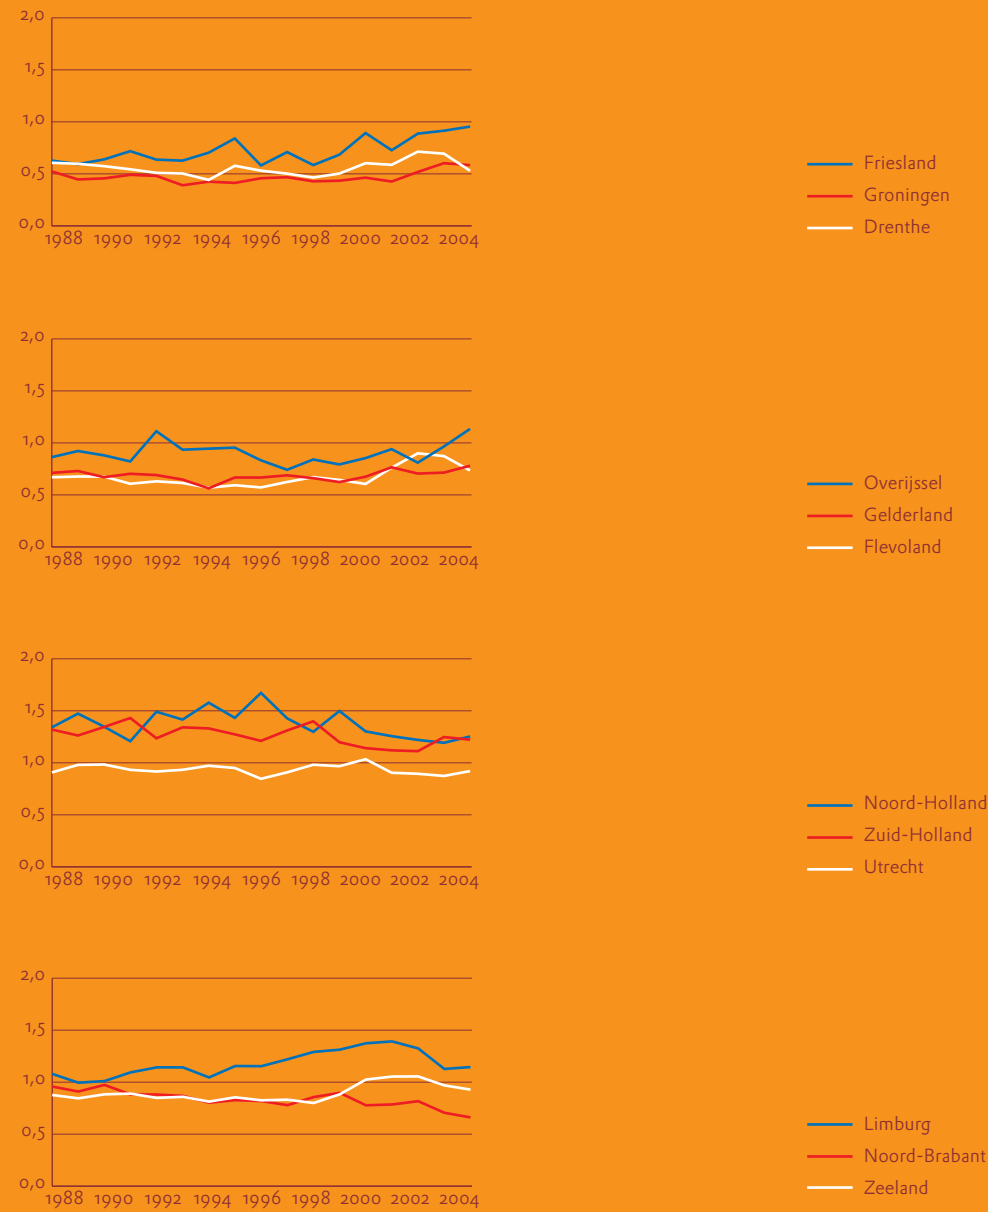 2,0
1,5
1,0
0,5
0,0
1988 1990 1992 1994 1996 1998 2000 2002 2004
Friesland
Groningen
Drenthe
2,0
1,5
1,0
0,5
0,0
1988 1990 1992 1994 1996 1998 2000 2002 2004
Overijssel
Gelderland
Flevoland
2,0
1,5
1,0
0,5
0,0
1988 1990 1992 1994 1996 1998 2000 2002 2004
Noord-Holland
Zuid-Holland
Utrecht
2,0
1,5
1,0
0,5
0,0
1988 1990 1992 1994 1996 1998 2000 2002 2004
Limburg
Noord-Brabant
Zeeland